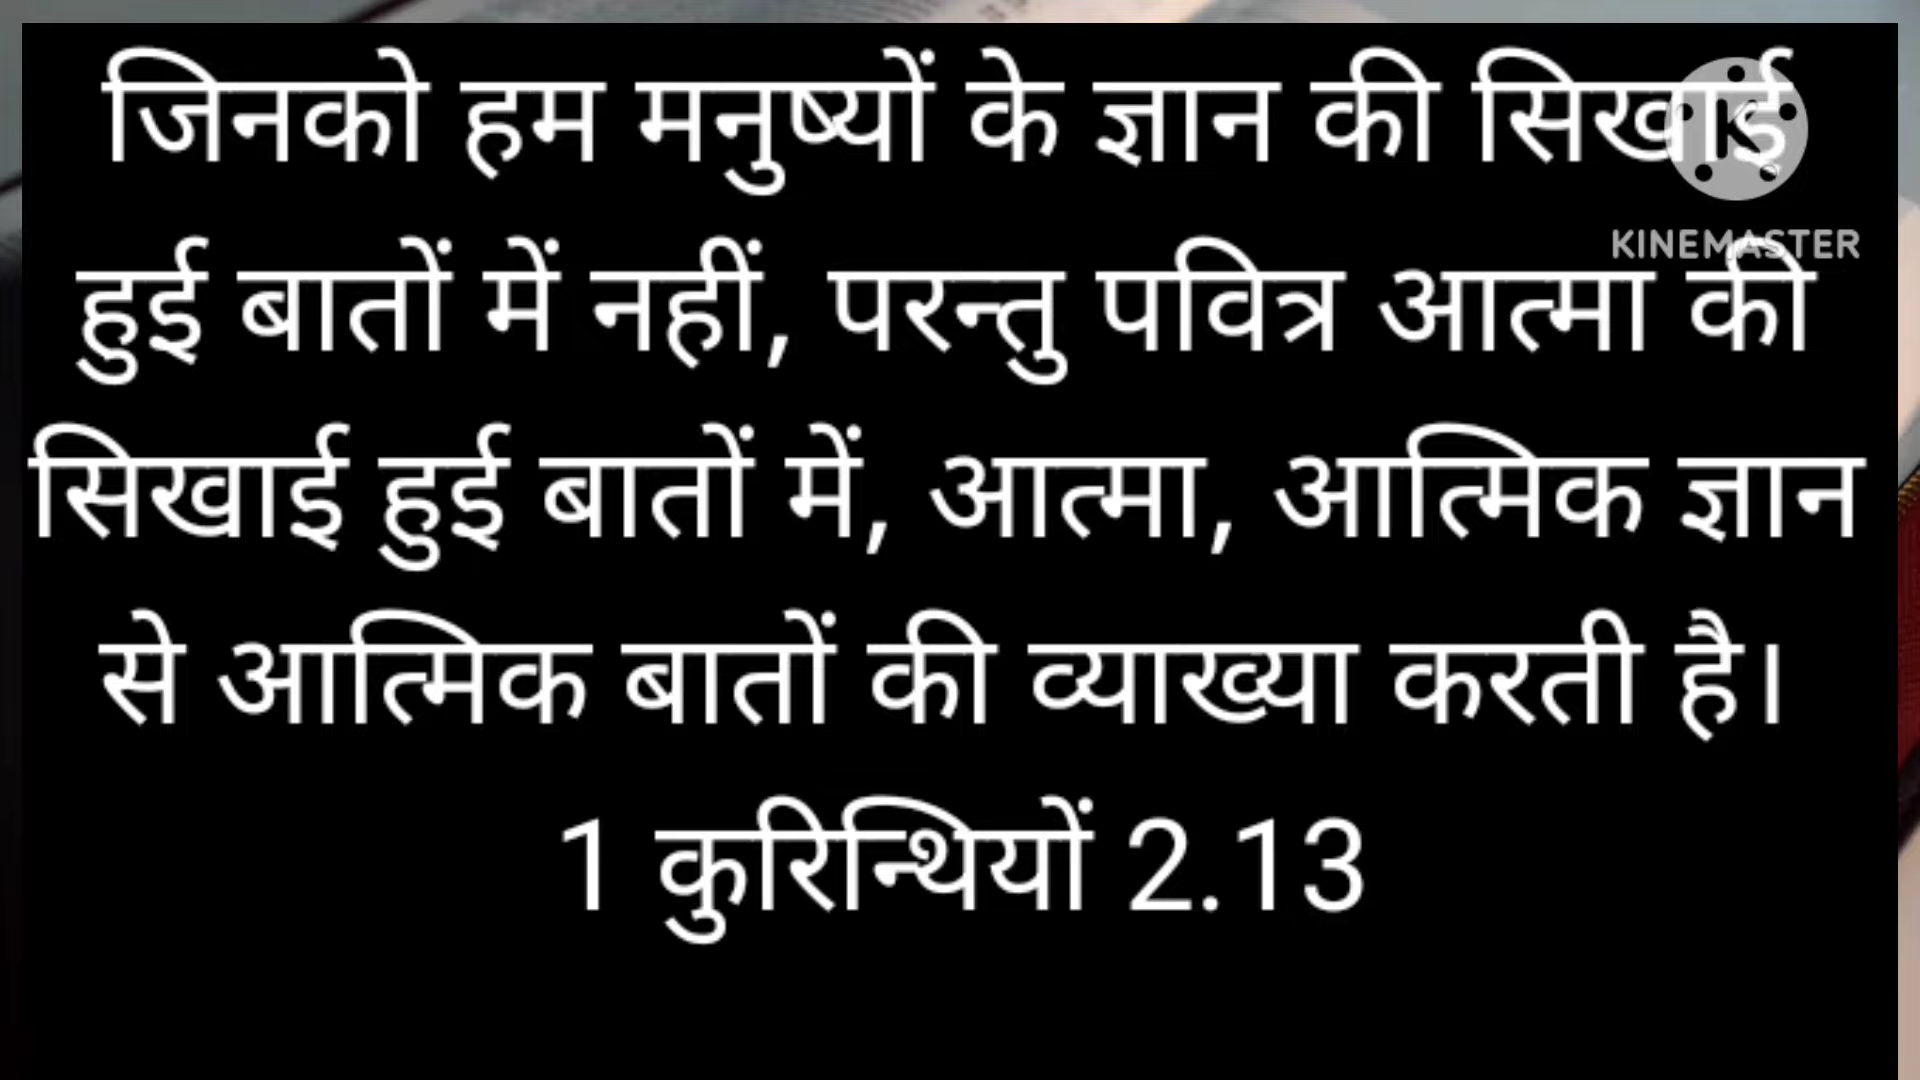 जिनको हम मनुष्यों के ज्ञान की सिखाई
KINEMASTER
हुई बातों में नहीं, परन्तु पवित्र आत्मा की
सिखाई हुई बातों में, आत्मा, आत्मिक ज्ञान
से आत्मिक बातों की व्याख्या करती है।
1 कुरिन्थियों 2.13